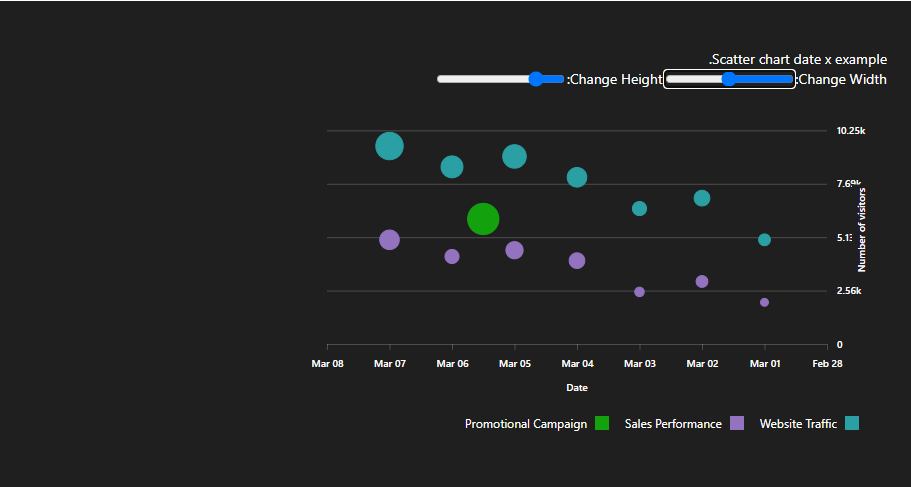 .Scatter chart date x example
:Change Width
:Change Height
10.25k
7.69k
5.13
2.56k
0
Number of visitors
Mar 08 Mar 07 Mar 06 Mar 05 Mar 04 Mar 03 Mar 02 Mar 01 Feb 28
Date
Promotional Campaign Sales Performance Website Traffic